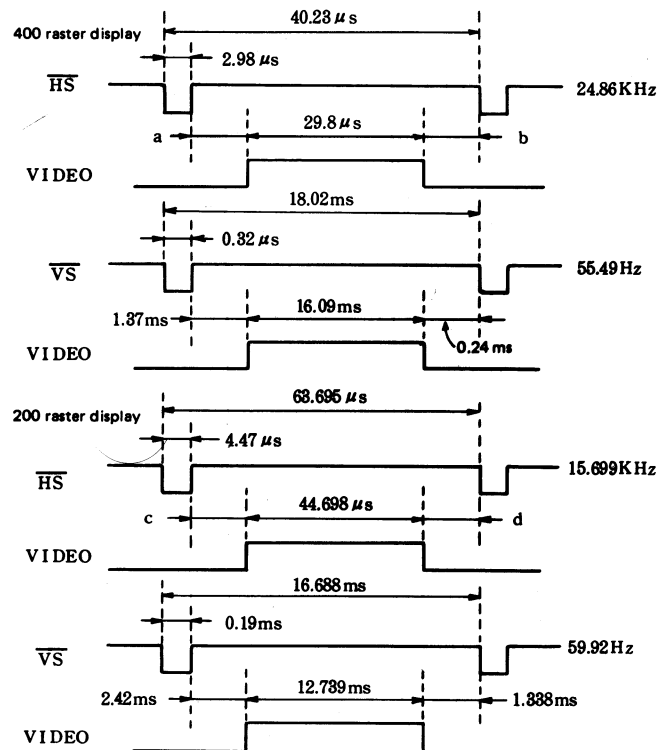 400 raster display
40.23 μs
2.98 μs
HS
24.86KHz
a
29.8 μs
b
VIDEO
18.02ms
0.32 μs
VS
55.49Hz
1.37ms
16.09ms
0.24 ms
VIDEO
200 raster display
63.695 μs
4.47 μs
HS
15.699KHz
c
44.698 μs
d
VIDEO
16.688ms
0.19ms
VS
59.92Hz
2.42ms
12.739ms
1.338ms
VIDEO